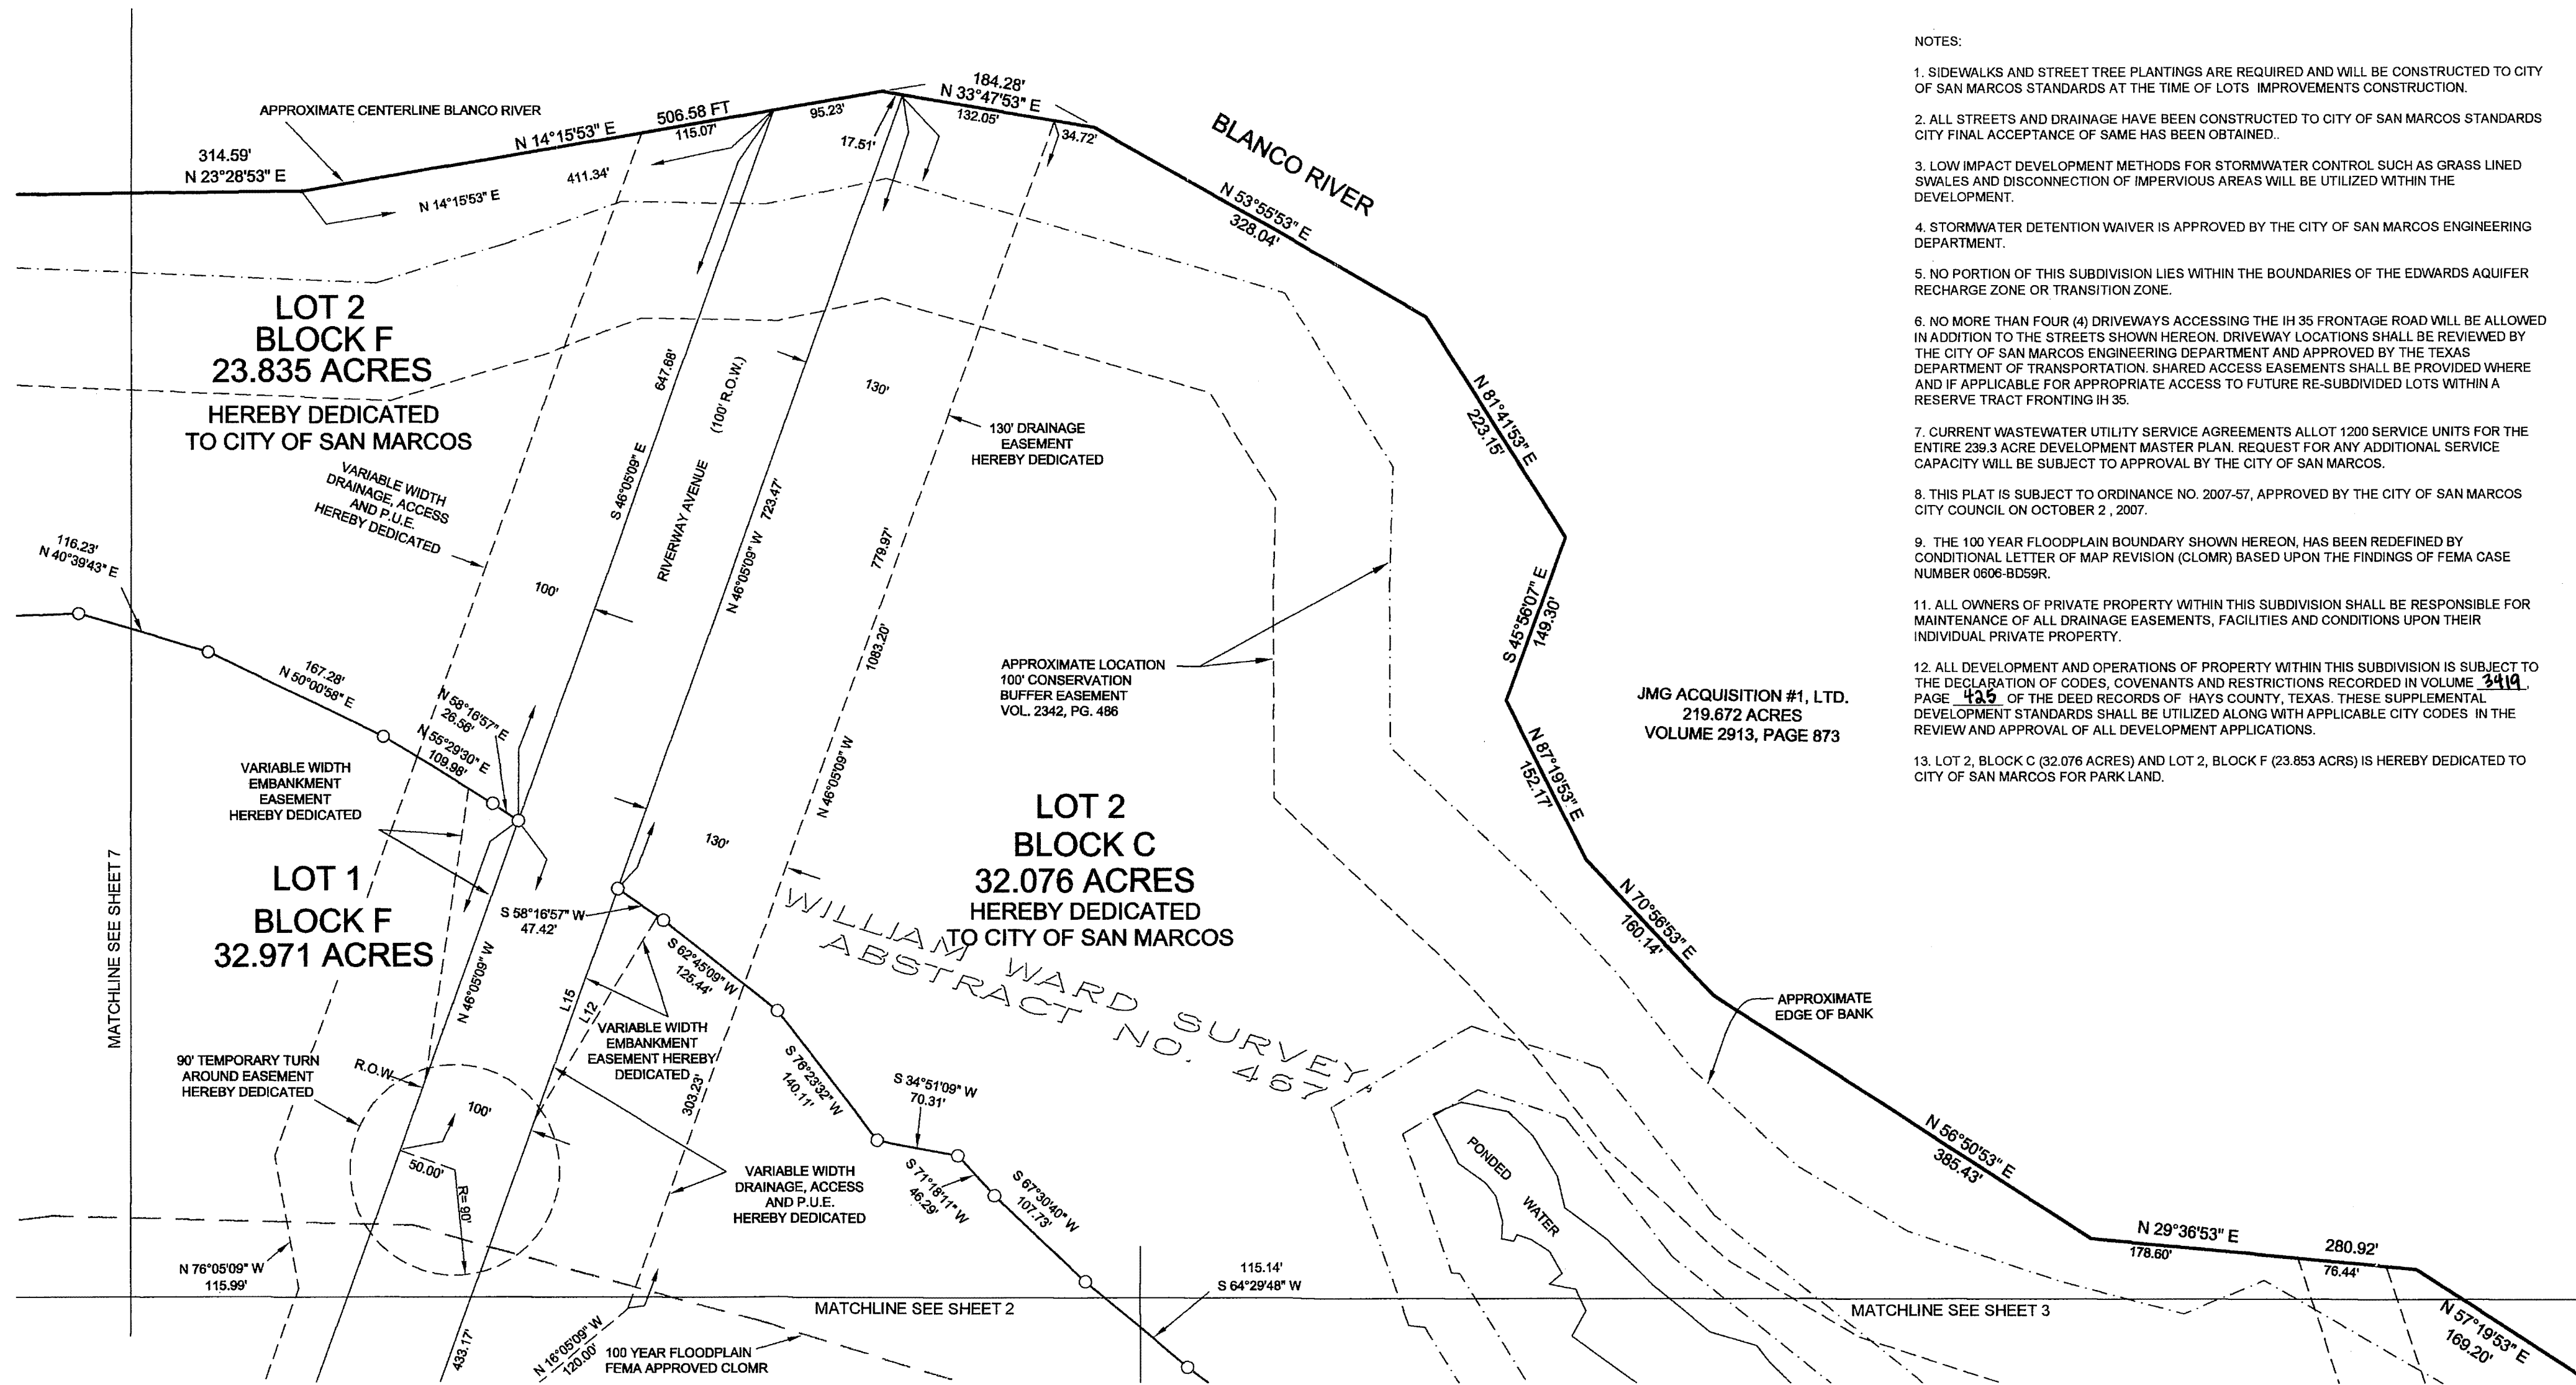 184.28'
N 33°47'53" E
132.05'
34.72'
17.51'
95.23'
APPROXIMATE CENTERLINE BLANCO RIVER
506.58 FT
N 14°15'53" E
115.07'
411.34'
N 14°15'53" E
314.59'
N 23°28'53" E
BLANCO RIVER
N 53°55'53" E
328.04'
N 81°41'53" E
223.15'
S 45°56'07" E
149.30'
N 87°19'53" E
152.17'
N 70°56'53" E
160.14'
N 56°50'53" E
385.43'
N 29°36'53" E
280.92'
178.60'
76.44'
N 57°19'53" E
169.20'
LOT 2
BLOCK F
23.835 ACRES
HEREBY DEDICATED
TO CITY OF SAN MARCOS
VARIABLE WIDTH
DRAINAGE, ACCESS
AND P.U.E.
HEREBY DEDICATED
647.68'
S 46°05'09" E
RIVERWAY AVENUE (100' R.O.W.)
N 46°05'09" W 723.47'
130'
130' DRAINAGE
EASEMENT
HEREBY DEDICATED
779.97'
1083.20'
N 46°05'09" W
100'
116.23'
N 40°39'43" E
167.28'
N 50°00'58" E
N 58°16'57" E
26.56'
N 55°29'30" E
109.98'
VARIABLE WIDTH
EMBANKMENT
EASEMENT
HEREBY DEDICATED
MATCHLINE SEE SHEET 7
LOT 1
BLOCK F
32.971 ACRES
N 46°05'09" W
S 58°16'57" W
47.42'
130'
S 62°45'09" W
125.44'
L15
L12
VARIABLE WIDTH
EMBANKMENT
EASEMENT HEREBY
DEDICATED
303.23'
S 76°23'32" W
140.11'
S 34°51'09" W
70.31'
S 71°18'11" W
46.29'
S 67°30'40" W
107.73'
115.14'
S 64°29'48" W
90' TEMPORARY TURN
AROUND EASEMENT
HEREBY DEDICATED
R.O.W.
100'
50.00'
R=90'
VARIABLE WIDTH
DRAINAGE, ACCESS
AND P.U.E.
HEREBY DEDICATED
N 76°05'09" W
115.99'
433.17'
N 16°05'09" W
120.00'
100 YEAR FLOODPLAIN
FEMA APPROVED CLOMR
MATCHLINE SEE SHEET 2
MATCHLINE SEE SHEET 3
APPROXIMATE LOCATION
100' CONSERVATION
BUFFER EASEMENT
VOL. 2342, PG. 486
LOT 2
BLOCK C
32.076 ACRES
HEREBY DEDICATED
TO CITY OF SAN MARCOS
WILLIAM WARD SURVEY,
ABSTRACT NO. 467
PONDED
WATER
APPROXIMATE
EDGE OF BANK
JMG ACQUISITION #1, LTD.
219.672 ACRES
VOLUME 2913, PAGE 873
NOTES:
1. SIDEWALKS AND STREET TREE PLANTINGS ARE REQUIRED AND WILL BE CONSTRUCTED TO CITY
OF SAN MARCOS STANDARDS AT THE TIME OF LOTS IMPROVEMENTS CONSTRUCTION.
2. ALL STREETS AND DRAINAGE HAVE BEEN CONSTRUCTED TO CITY OF SAN MARCOS STANDARDS
CITY FINAL ACCEPTANCE OF SAME HAS BEEN OBTAINED..
3. LOW IMPACT DEVELOPMENT METHODS FOR STORMWATER CONTROL SUCH AS GRASS LINED
SWALES AND DISCONNECTION OF IMPERVIOUS AREAS WILL BE UTILIZED WITHIN THE
DEVELOPMENT.
4. STORMWATER DETENTION WAIVER IS APPROVED BY THE CITY OF SAN MARCOS ENGINEERING
DEPARTMENT.
5. NO PORTION OF THIS SUBDIVISION LIES WITHIN THE BOUNDARIES OF THE EDWARDS AQUIFER
RECHARGE ZONE OR TRANSITION ZONE.
6. NO MORE THAN FOUR (4) DRIVEWAYS ACCESSING THE IH 35 FRONTAGE ROAD WILL BE ALLOWED
IN ADDITION TO THE STREETS SHOWN HEREON. DRIVEWAY LOCATIONS SHALL BE REVIEWED BY
THE CITY OF SAN MARCOS ENGINEERING DEPARTMENT AND APPROVED BY THE TEXAS
DEPARTMENT OF TRANSPORTATION. SHARED ACCESS EASEMENTS SHALL BE PROVIDED WHERE
AND IF APPLICABLE FOR APPROPRIATE ACCESS TO FUTURE RE-SUBDIVIDED LOTS WITHIN A
RESERVE TRACT FRONTING IH 35.
7. CURRENT WASTEWATER UTILITY SERVICE AGREEMENTS ALLOT 1200 SERVICE UNITS FOR THE
ENTIRE 239.3 ACRE DEVELOPMENT MASTER PLAN. REQUEST FOR ANY ADDITIONAL SERVICE
CAPACITY WILL BE SUBJECT TO APPROVAL BY THE CITY OF SAN MARCOS.
8. THIS PLAT IS SUBJECT TO ORDINANCE NO. 2007-57, APPROVED BY THE CITY OF SAN MARCOS
CITY COUNCIL ON OCTOBER 2 , 2007.
9. THE 100 YEAR FLOODPLAIN BOUNDARY SHOWN HEREON, HAS BEEN REDEFINED BY
CONDITIONAL LETTER OF MAP REVISION (CLOMR) BASED UPON THE FINDINGS OF FEMA CASE
NUMBER 0606-BD59R.
11. ALL OWNERS OF PRIVATE PROPERTY WITHIN THIS SUBDIVISION SHALL BE RESPONSIBLE FOR
MAINTENANCE OF ALL DRAINAGE EASEMENTS, FACILITIES AND CONDITIONS UPON THEIR
INDIVIDUAL PRIVATE PROPERTY.
12. ALL DEVELOPMENT AND OPERATIONS OF PROPERTY WITHIN THIS SUBDIVISION IS SUBJECT TO
THE DECLARATION OF CODES, COVENANTS AND RESTRICTIONS RECORDED IN VOLUME 3419,
PAGE 425 OF THE DEED RECORDS OF HAYS COUNTY, TEXAS. THESE SUPPLEMENTAL
DEVELOPMENT STANDARDS SHALL BE UTILIZED ALONG WITH APPLICABLE CITY CODES IN THE
REVIEW AND APPROVAL OF ALL DEVELOPMENT APPLICATIONS.
13. LOT 2, BLOCK C (32.076 ACRES) AND LOT 2, BLOCK F (23.853 ACRS) IS HEREBY DEDICATED TO
CITY OF SAN MARCOS FOR PARK LAND.